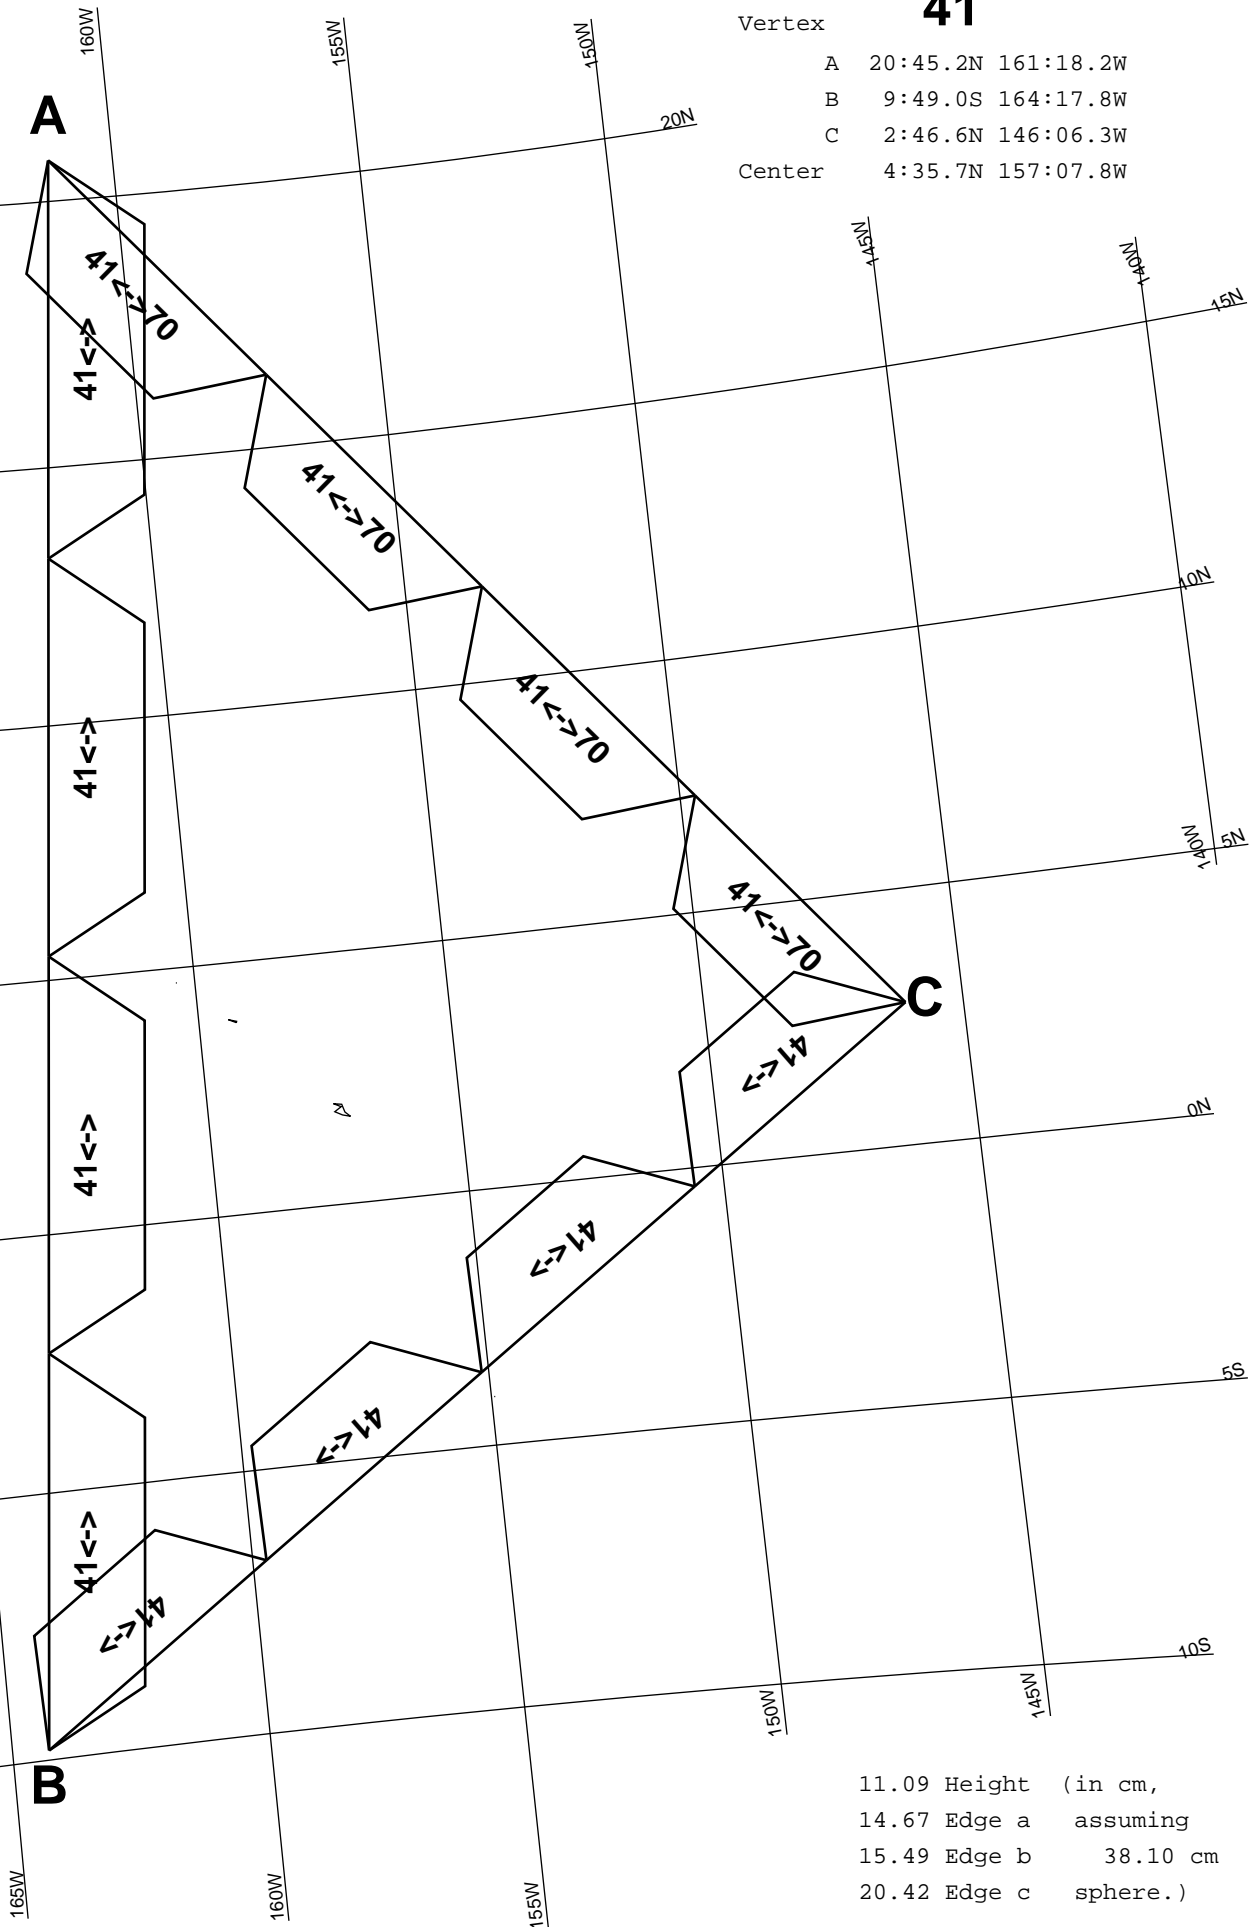 41
Vertex
A 20:45.2N 161:18.2W
B 9:49.0S 164:17.8W
C 2:46.6N 146:06.3W
Center 4:35.7N 157:07.8W
160W
155W
150W
20N
A
145W
140W
15N
41<->70
41<->
41<->70
10N
41<->70
41<->
140W
5N
41<->70
C
41<->
0N
41<->
41<->
5S
41<->
41<->
41<->
10S
150W
145W
B
11.09 Height (in cm,
14.67 Edge a assuming
15.49 Edge b 38.10 cm
20.42 Edge c sphere.)
165W
160W
155W